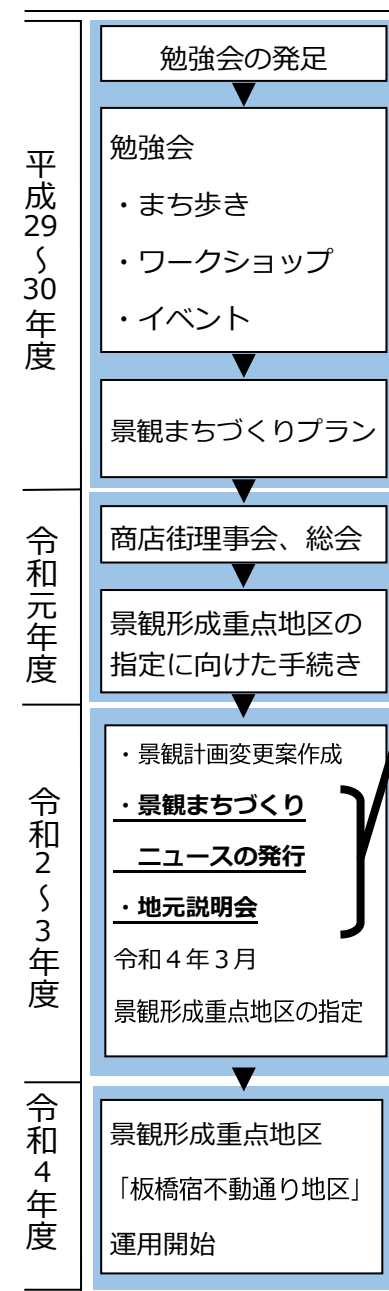 平成29～30年度
勉強会の発足
勉強会
・まち歩き
・ワークショップ
・イベント
景観まちづくりプラン
令和元年度
商店街理事会、総会
景観形成重点地区の
指定に向けた手続き
令和2～3年度
・景観計画変更案作成
・景観まちづくり
ニュースの発行
・地元説明会
令和４年３月
景観形成重点地区の指定
令和4年度
景観形成重点地区
「板橋宿不動通り地区」
運用開始